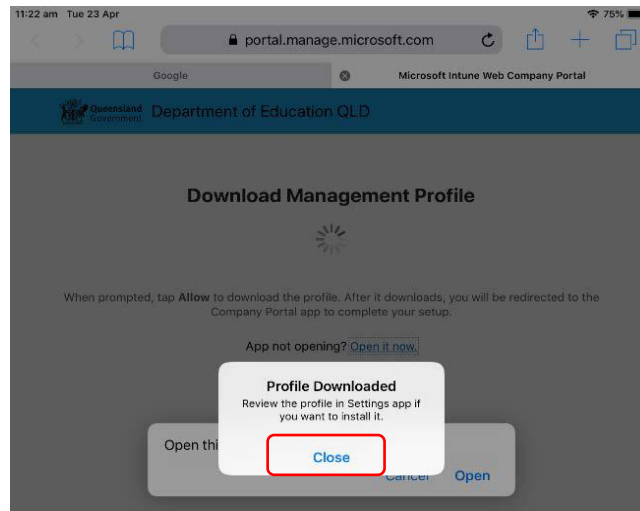 11:22 am Tue 23 Apr
75%
portal.manage.microsoft.com
Google
Microsoft Intune Web Company Portal
Queensland
Government
Department of Education QLD
Download Management Profile
When prompted, tap Allow to download the profile. After it downloads, you will be redirected to the
Company Portal app to complete your setup.
App not opening? Open it now.
Profile Downloaded
Review the profile in Settings app if
you want to install it.
Open thi
Close
Cancel
Open